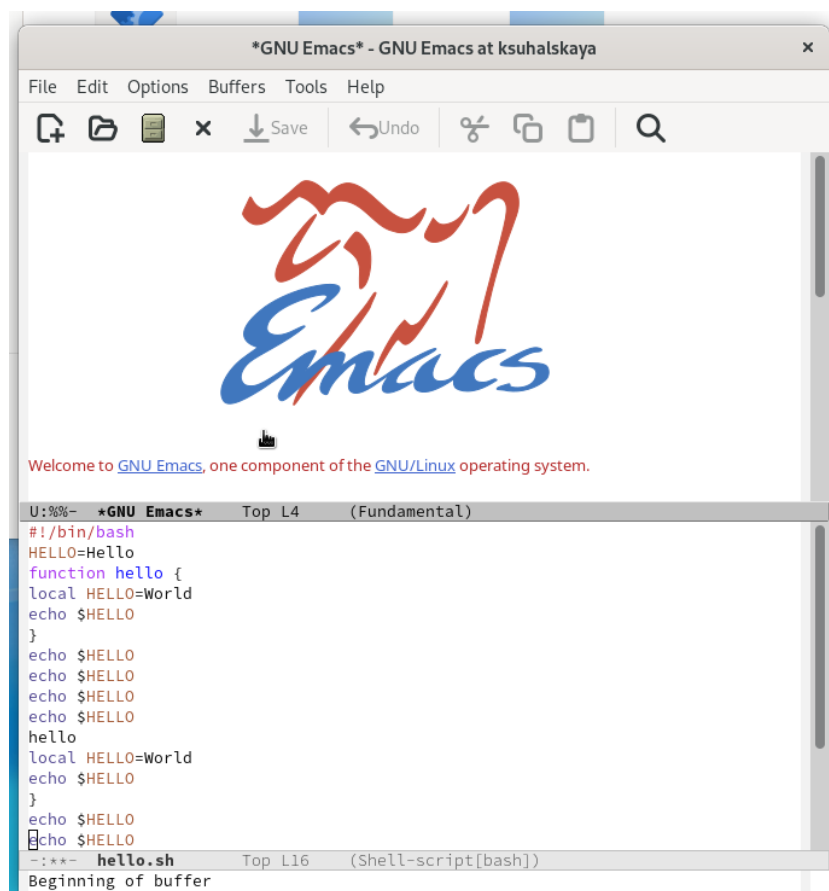 *GNU Emacs* - GNU Emacs at ksuhalskaya
File Edit Options Buffers Tools Help
Save Undo
Emacs
Welcome to GNU Emacs, one component of the GNU/Linux operating system.
U:%%-  *GNU Emacs*    Top L4     (Fundamental)
#!/bin/bash
HELLO=Hello
function hello {
local HELLO=World
echo $HELLO
}
echo $HELLO
echo $HELLO
echo $HELLO
echo $HELLO
hello
local HELLO=World
echo $HELLO
}
echo $HELLO
echo $HELLO
-:**-  hello.sh       Top L16    (Shell-script[bash])
Beginning of buffer